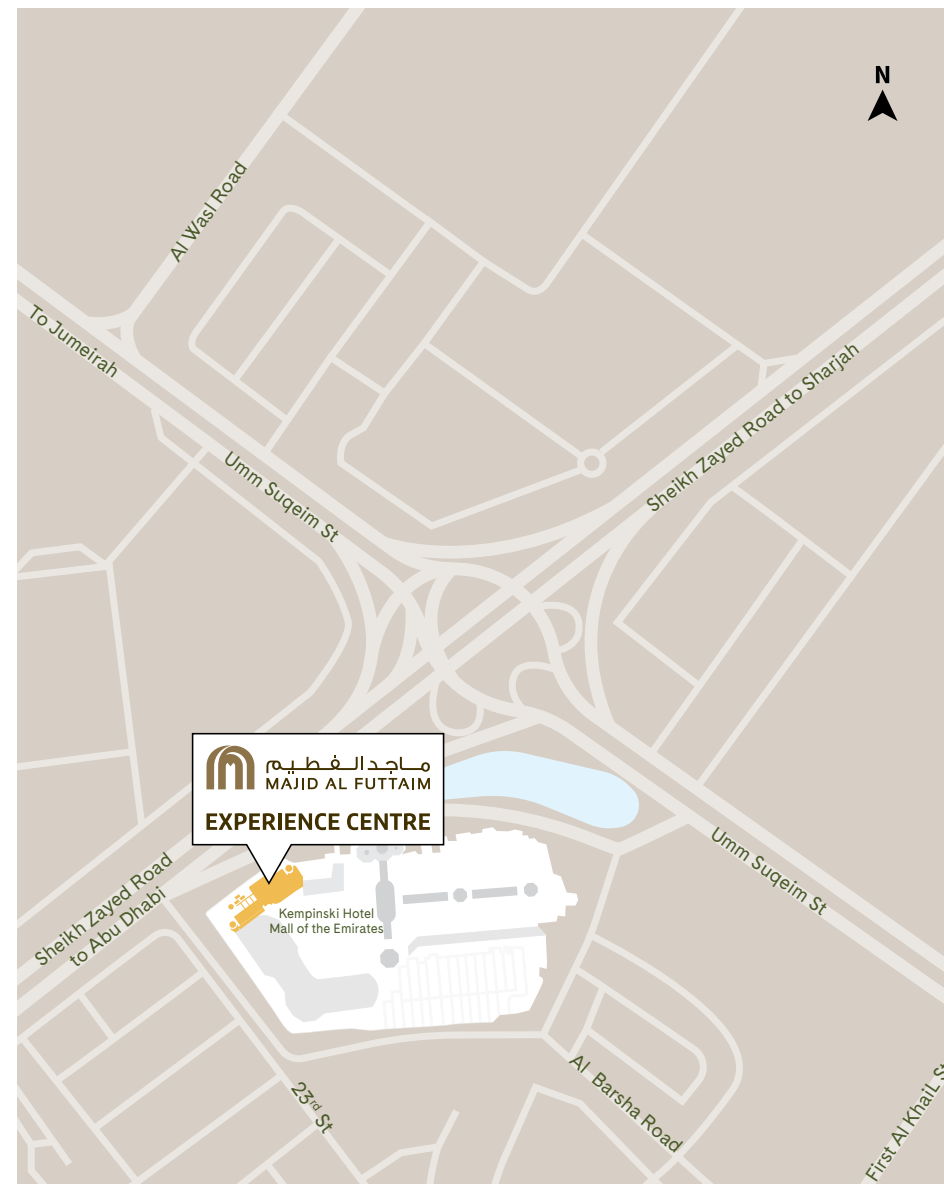 N
Al Wasl Road
To Jumeirah
Sheikh Zayed Road to Sharjah
Umm Suqeim St
ماجد الفطيم
MAJID AL FUTTAIM
EXPERIENCE CENTRE
Umm Suqeim St
Sheikh Zayed Road
to Abu Dhabi
Kempinski Hotel
Mall of the Emirates
Al Barsha Road
23rd St
First Al Khail St